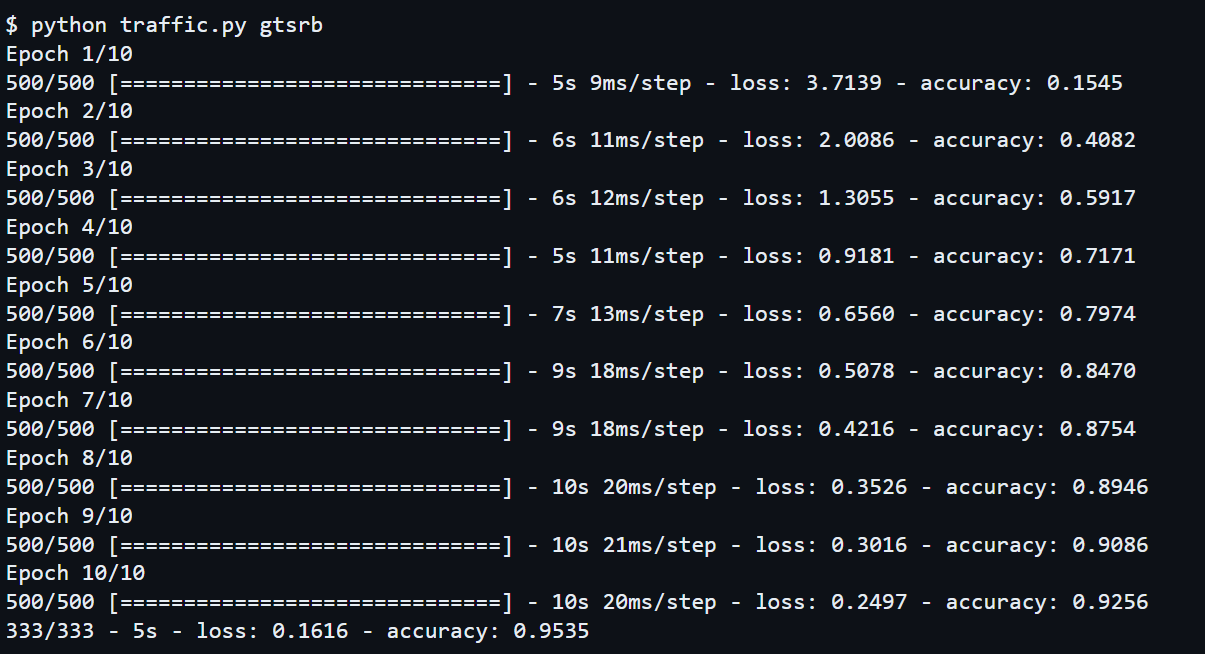 $ python traffic.py gtsrb
Epoch 1/10
500/500 [==============================] - 5s 9ms/step - loss: 3.7139 - accuracy: 0.1545
Epoch 2/10
500/500 [==============================] - 6s 11ms/step - loss: 2.0086 - accuracy: 0.4082
Epoch 3/10
500/500 [==============================] - 6s 12ms/step - loss: 1.3055 - accuracy: 0.5917
Epoch 4/10
500/500 [==============================] - 5s 11ms/step - loss: 0.9181 - accuracy: 0.7171
Epoch 5/10
500/500 [==============================] - 7s 13ms/step - loss: 0.6560 - accuracy: 0.7974
Epoch 6/10
500/500 [==============================] - 9s 18ms/step - loss: 0.5078 - accuracy: 0.8470
Epoch 7/10
500/500 [==============================] - 9s 18ms/step - loss: 0.4216 - accuracy: 0.8754
Epoch 8/10
500/500 [==============================] - 10s 20ms/step - loss: 0.3526 - accuracy: 0.8946
Epoch 9/10
500/500 [==============================] - 10s 21ms/step - loss: 0.3016 - accuracy: 0.9086
Epoch 10/10
500/500 [==============================] - 10s 20ms/step - loss: 0.2497 - accuracy: 0.9256
333/333 - 5s - loss: 0.1616 - accuracy: 0.9535